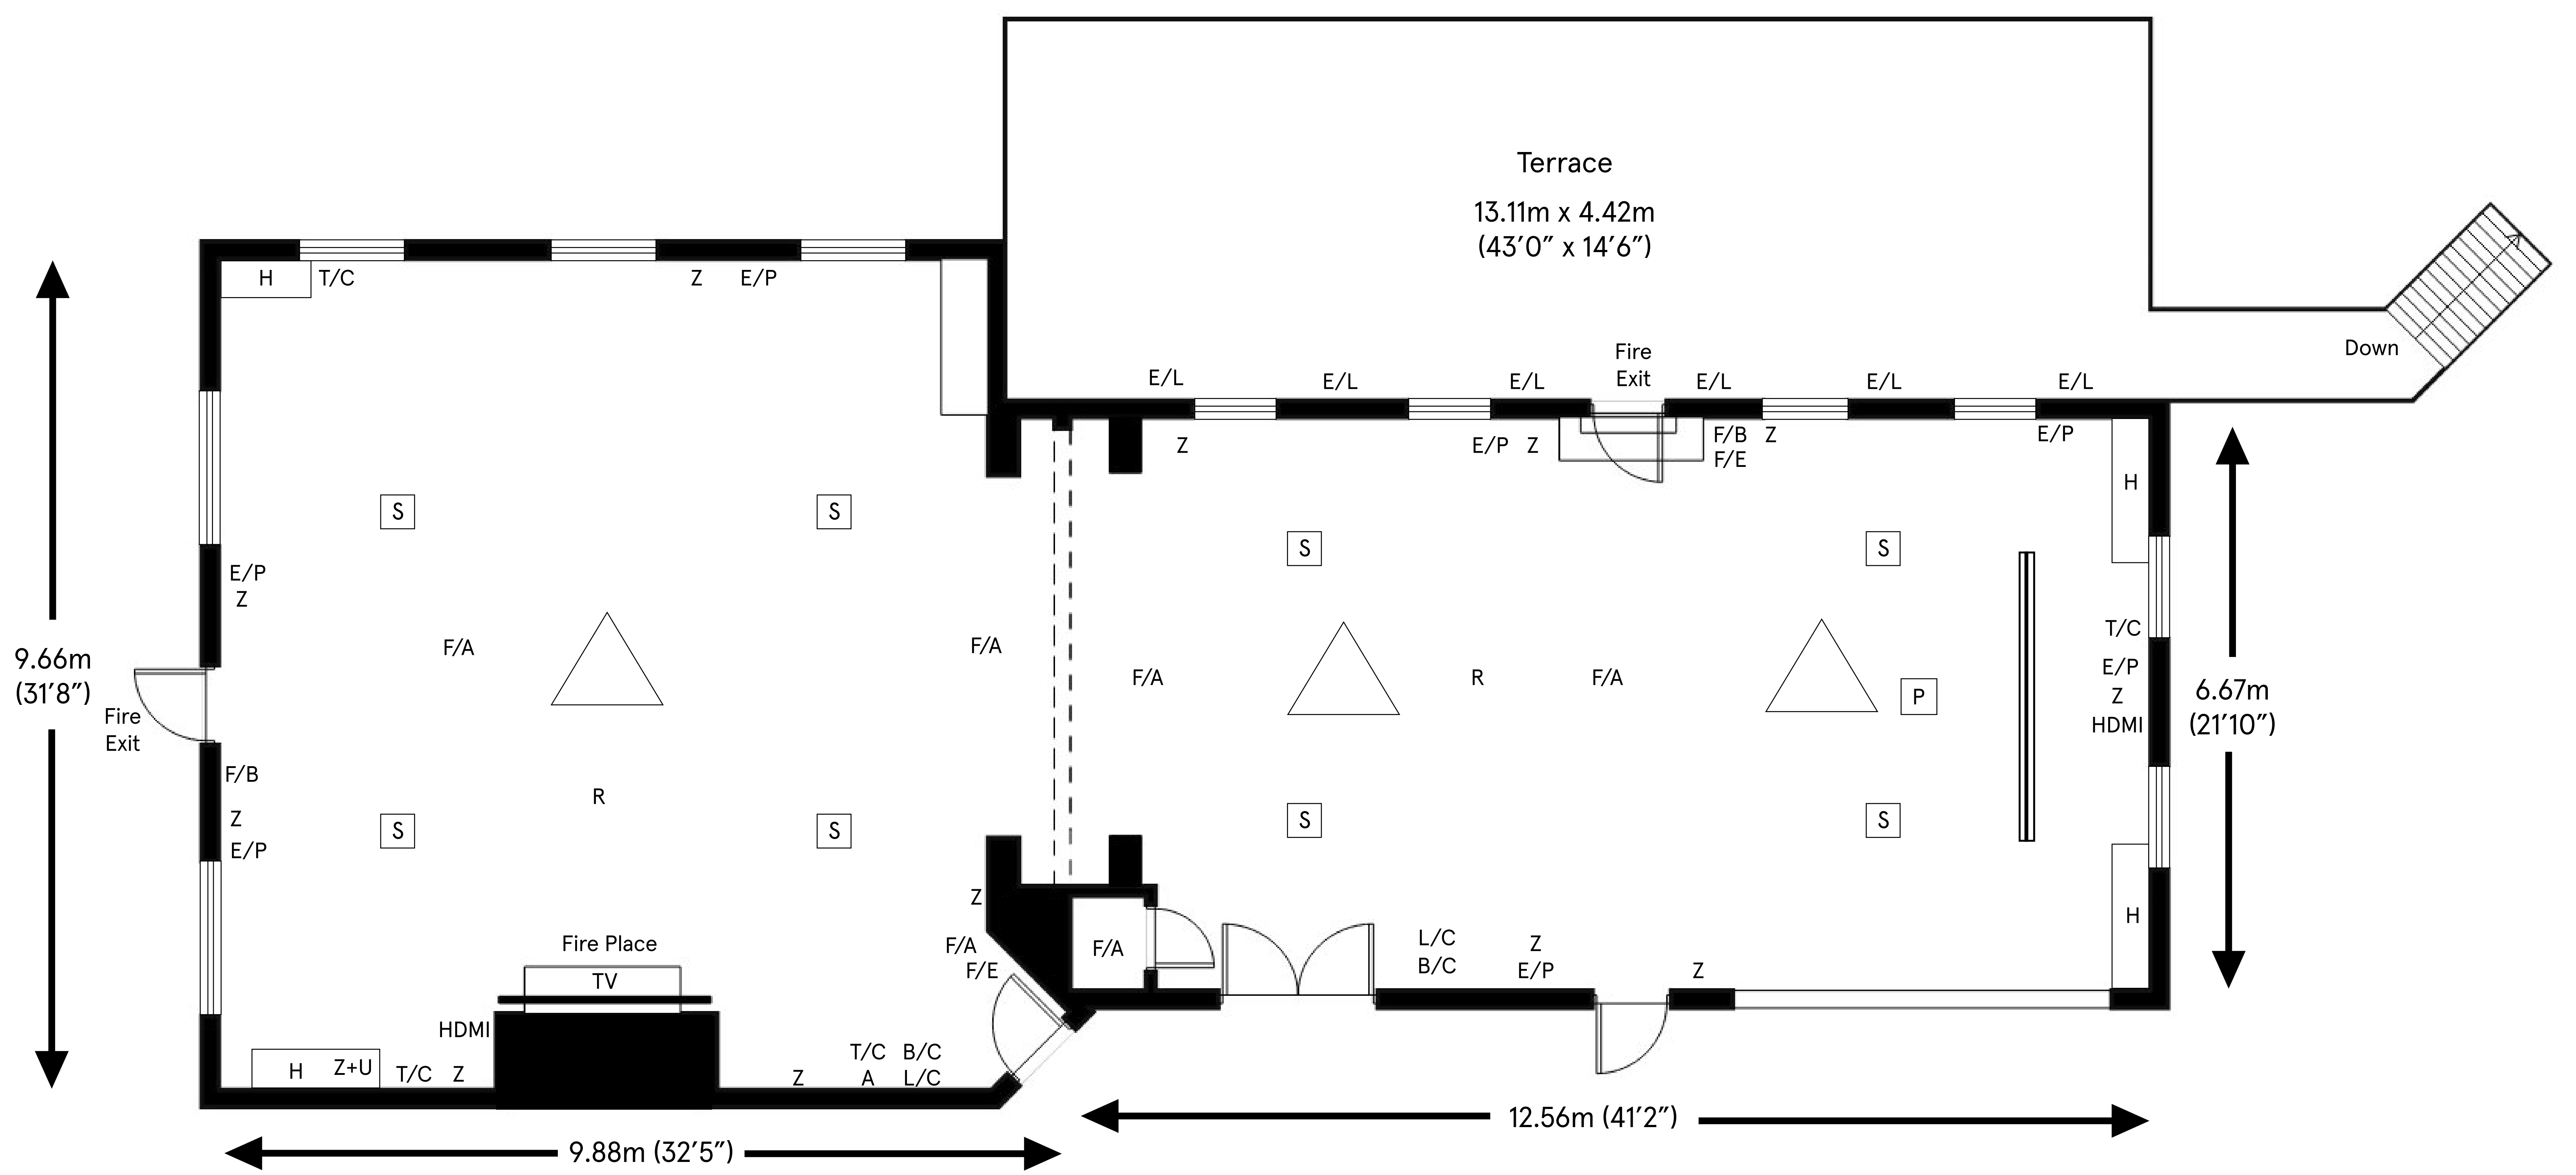 Terrace
13.11m x 4.42m
(43′0″ x 14′6″)
H
T/C
Z
E/P
Fire
Exit
Down
E/L
E/L
E/L
E/L
E/L
E/L
Z
E/P
Z
F/B
Z
F/E
E/P
H
S
S
S
S
E/P
Z
F/A
F/A
F/A
R
F/A
P
T/C
E/P
Z
HDMI
9.66m
(31′8″)
6.67m
(21′10″)
Fire
Exit
F/B
Z
E/P
R
S
S
S
S
Z
F/A
F/E
F/A
L/C
B/C
Z
E/P
Z
H
Fire Place
TV
HDMI
H
Z+U
T/C
Z
Z
T/C
B/C
A
L/C
9.88m (32′5″)
12.56m (41′2″)